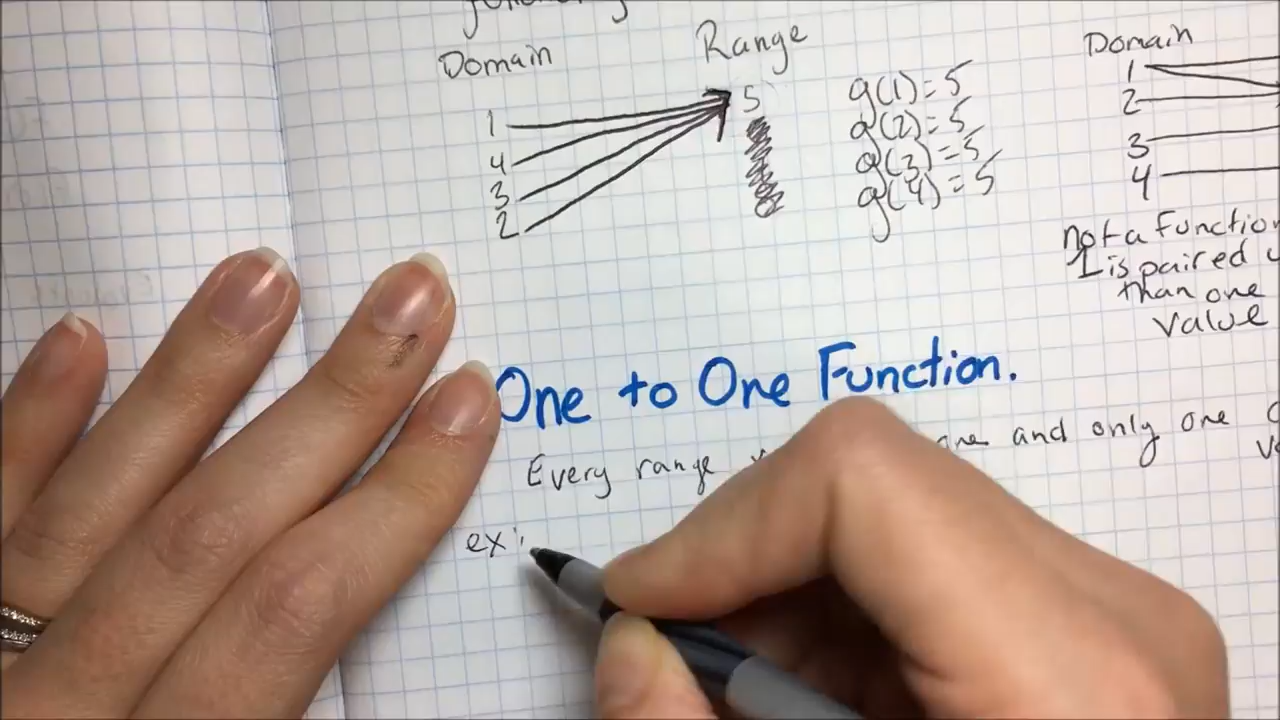 Domain
Range
1
4
3
2
5
g(1)=5
g(2)=5
g(3)=5
g(4)=5
Domain
1
2
3
4
not a function
1 is paired
than one
value
One to One Function.
Every range
one and only one
ex: